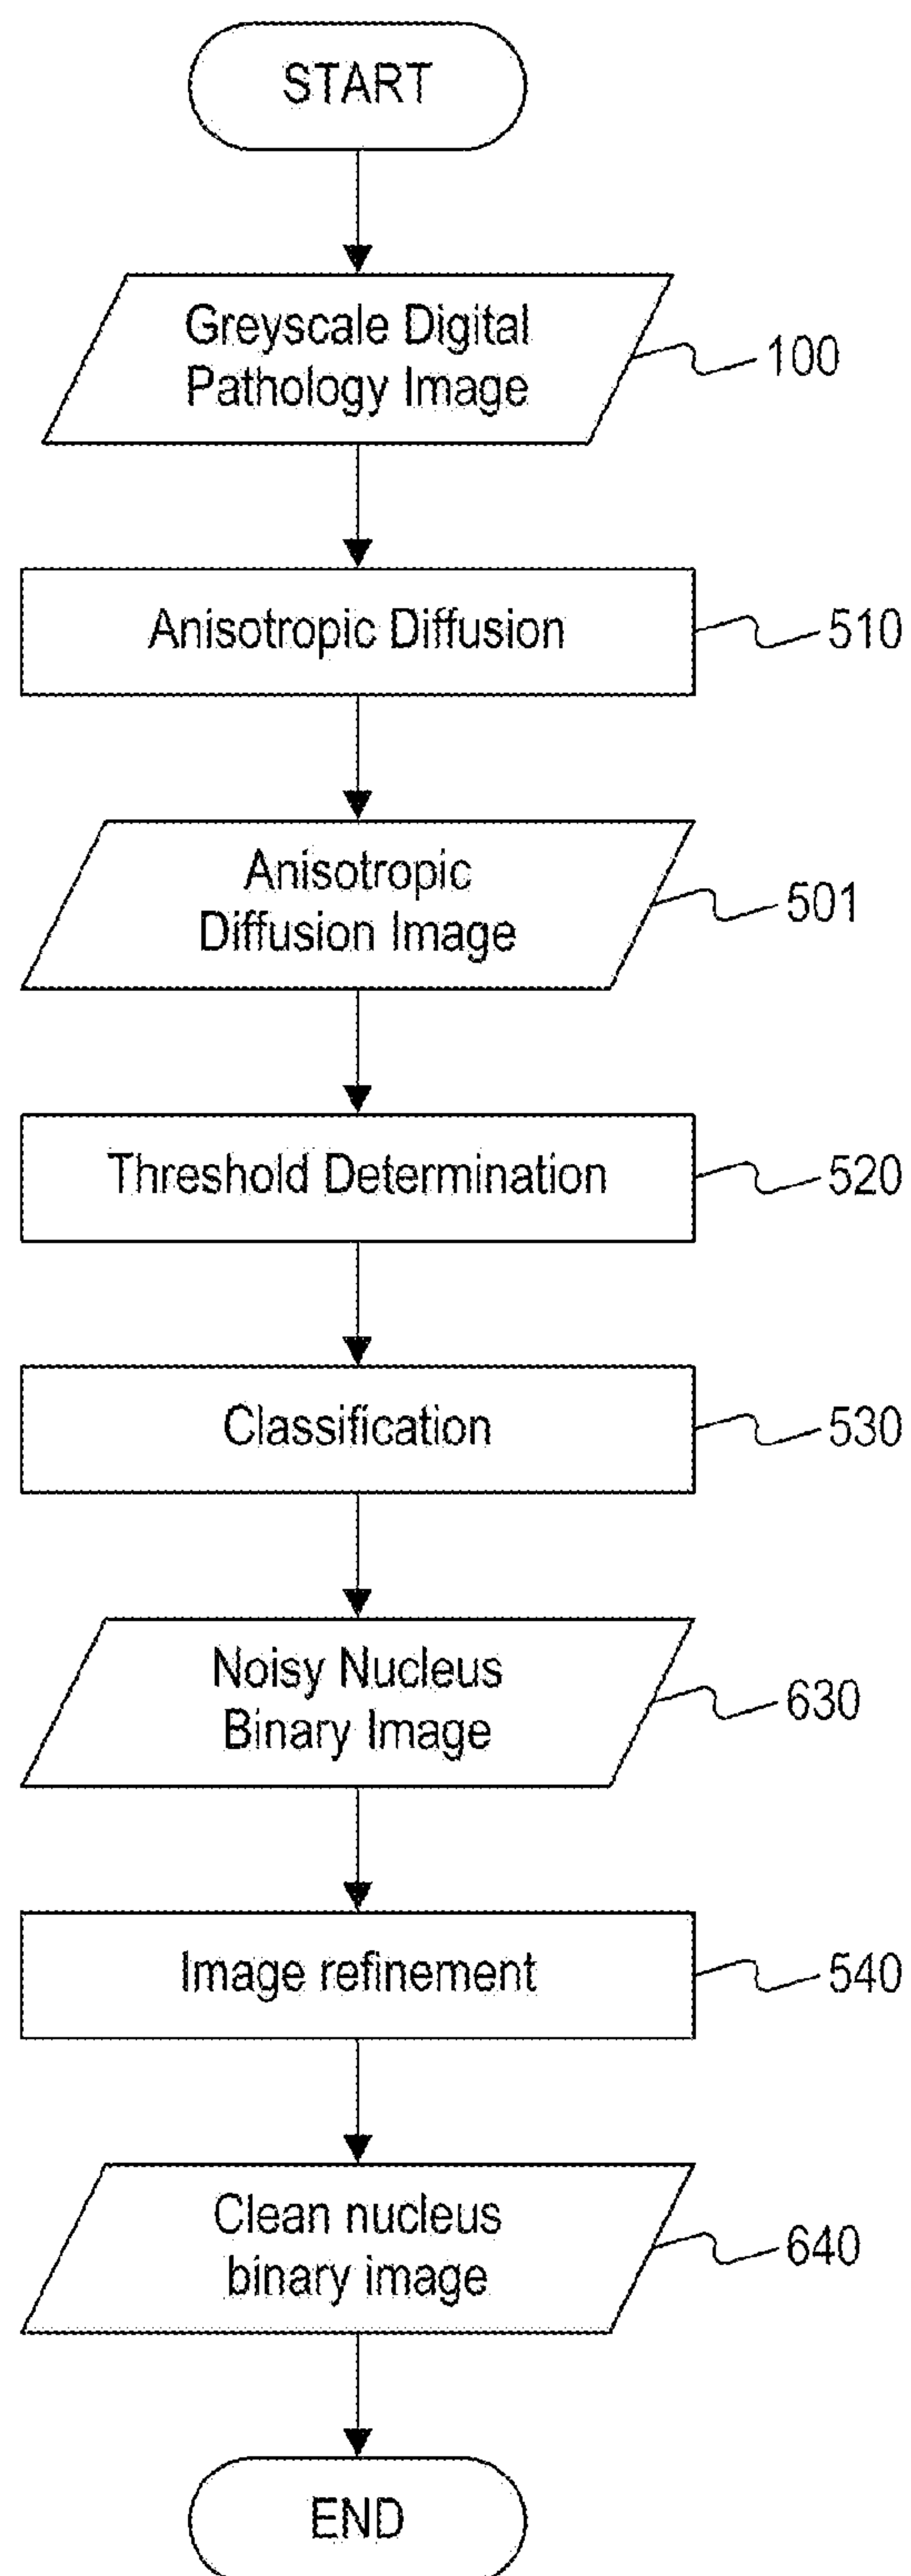 START
Greyscale Digital
Pathology Image
100
Anisotropic Diffusion
510
Anisotropic
Diffusion Image
501
Threshold Determination
520
Classification
530
Noisy Nucleus
Binary Image
630
Image refinement
540
Clean nucleus
binary image
640
END